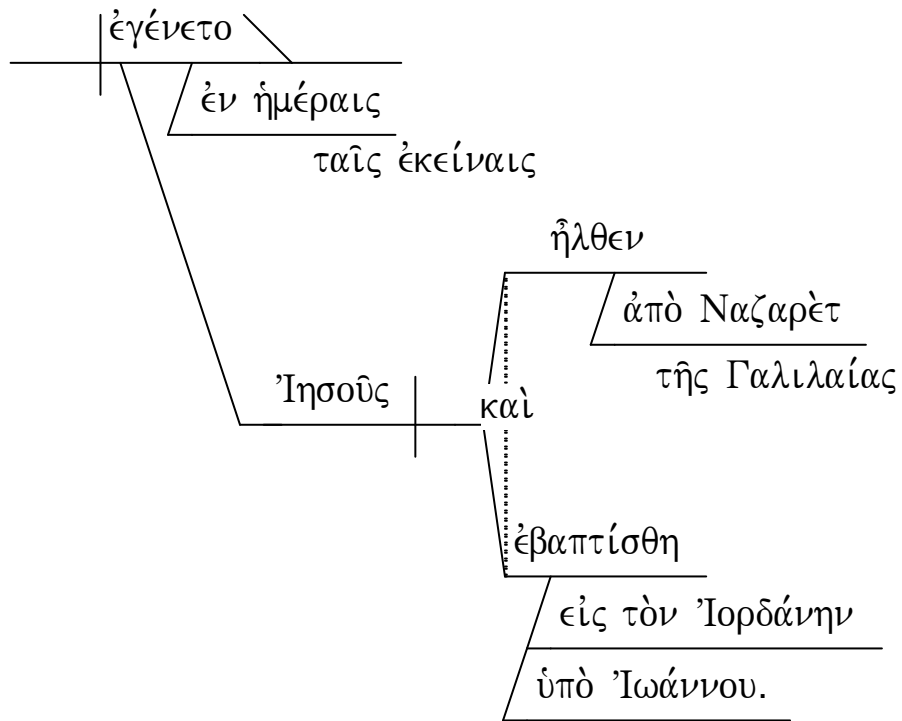 ἐγένετο
ἐν ἡμέραις
ταῖς ἐκείναις
ἦλθεν
ἀπὸ Ναζαρὲτ
τῆς Γαλιλαίας
Ἰησοῦς
καὶ
ἐβαπτίσθη
εἰς τὸν Ἰορδάνην
ὑπὸ Ἰωάννου.